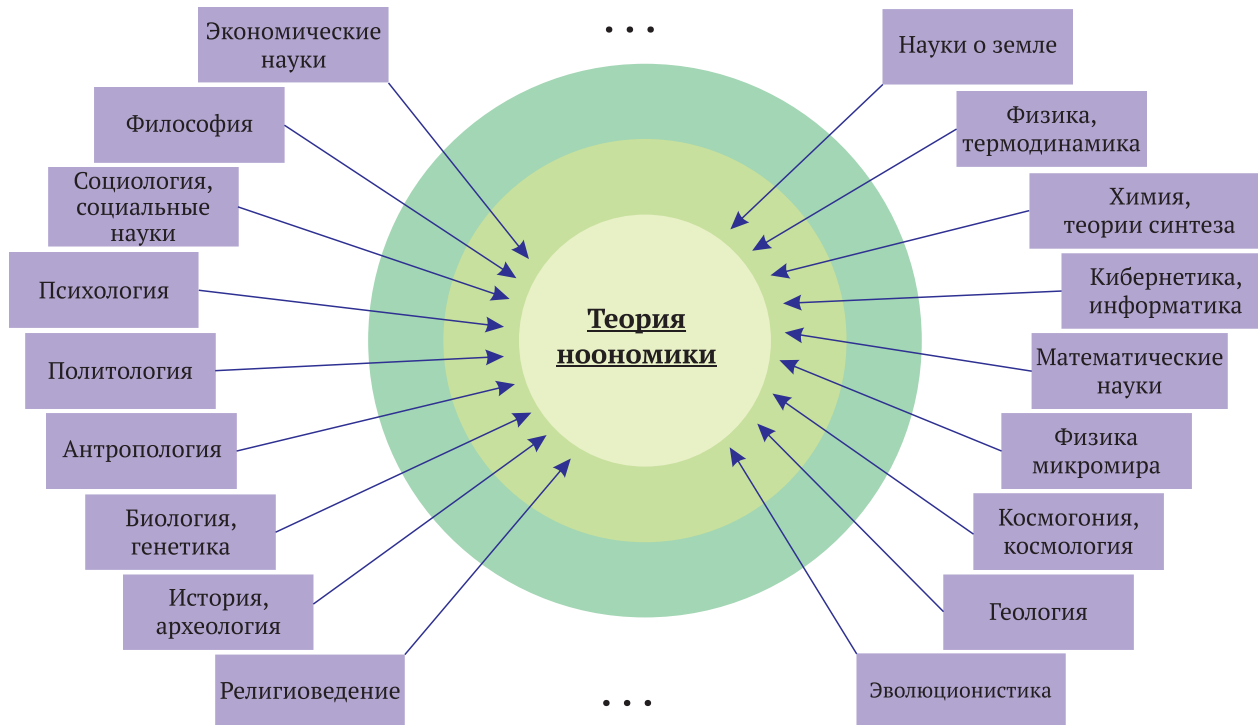 Экономические
науки
Философия
Социология,
социальные
науки
Психология
Политология
Антропология
Биология,
генетика
История,
археология
Религиоведение
. . .
Теория
ноономики
. . .
Науки о земле
Физика,
термодинамика
Химия,
теории синтеза
Кибернетика,
информатика
Математические
науки
Физика
микромира
Космогония,
космология
Геология
Эволюционистика